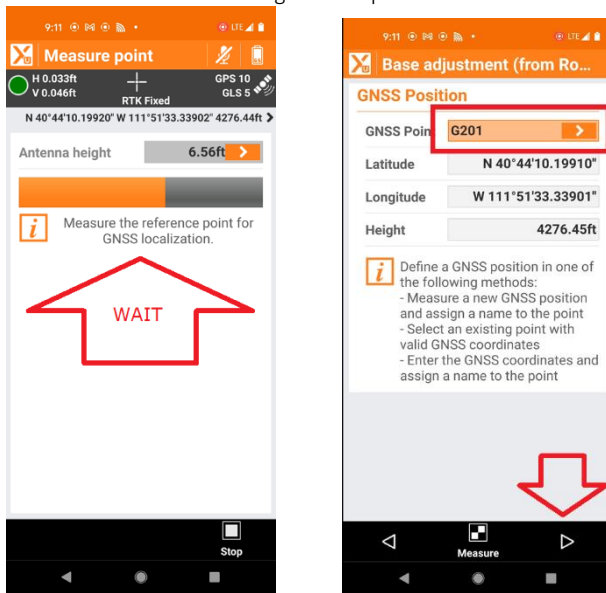 9:11
LTE
Measure point
H 0.033ft
V 0.046ft
RTK Fixed
GPS 10
GLS 5
N 40°44'10.19920" W 111°51'33.33902" 4276.44ft
Antenna height 6.56ft
Measure the reference point for
GNSS localization.
WAIT
Stop
9:11
LTE
Base adjustment (from Ro...
GNSS Position
GNSS Poin G201
Latitude N 40°44'10.19910"
Longitude W 111°51'33.33901"
Height 4276.45ft
Define a GNSS position in one of
the following methods:
- Measure a new GNSS position
and assign a name to the point
- Select an existing point with
valid GNSS coordinates
- Enter the GNSS coordinates and
assign a name to the point
Measure